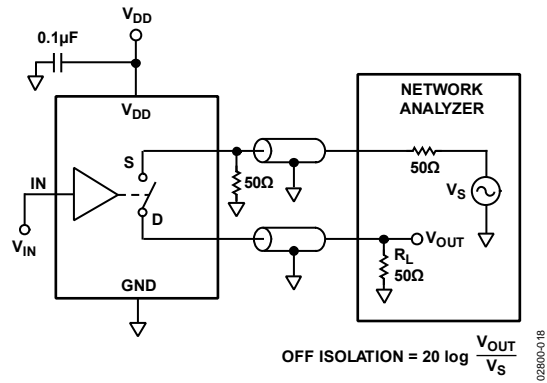 V_DD
0.1µF
V_DD
NETWORK
ANALYZER
S
50Ω
50Ω
V_S
IN
D
V_IN
V_OUT
R_L
50Ω
GND
OFF ISOLATION = 20 log V_OUT / V_S
02800-018